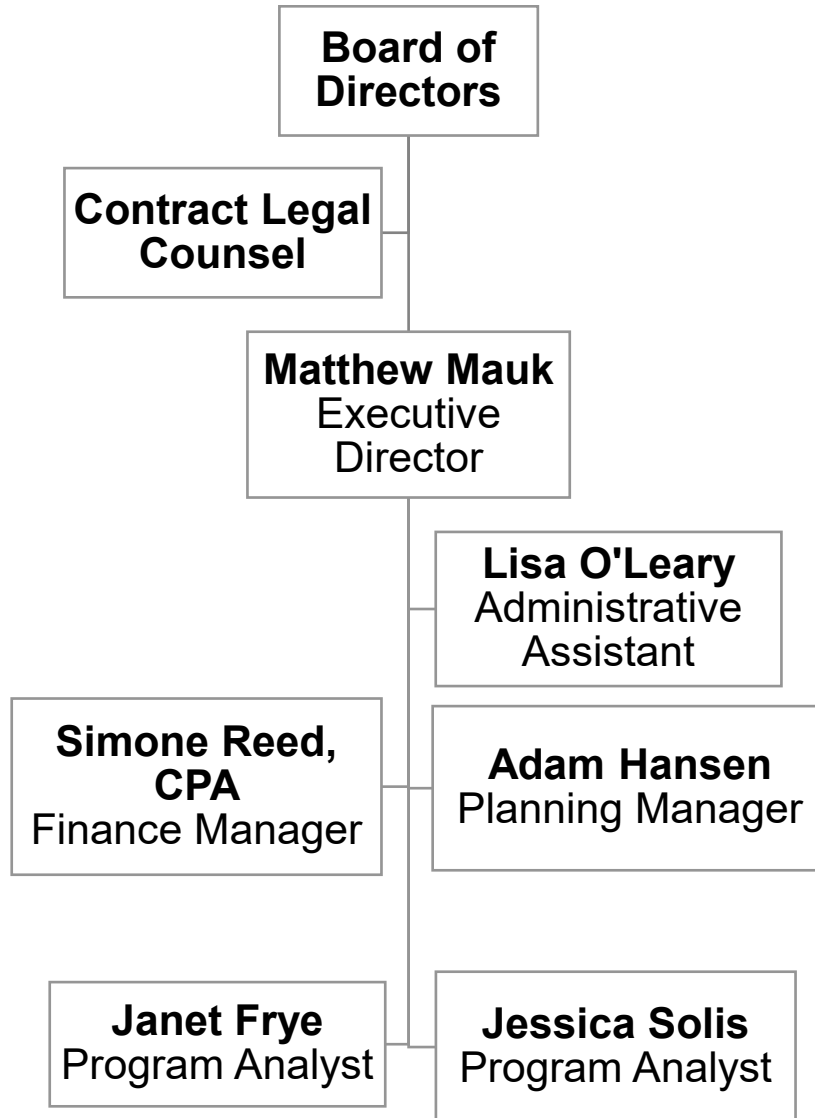 Board of
Directors
Contract Legal
Counsel
Matthew Mauk
Executive
Director
Lisa O'Leary
Administrative
Assistant
Simone Reed,
CPA
Finance Manager
Adam Hansen
Planning Manager
Janet Frye
Program Analyst
Jessica Solis
Program Analyst